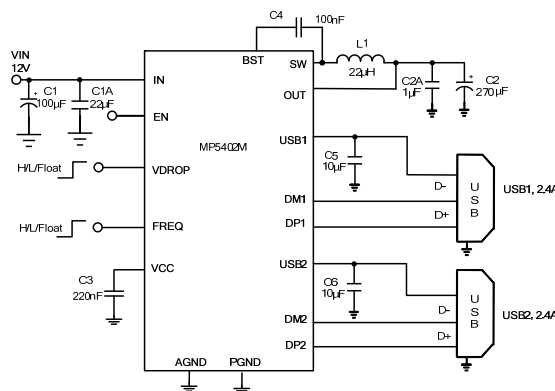 C4
100nF
VIN
12V
BST
L1
SW
22µH
C1
100µF
C1A
22µF
IN
OUT
C2A
1µF
C2
270µF
EN
MP5402M
USB1
H/L/Float
VDROP
C5
10µF
D-
U
S
B
USB1, 2.4A
DM1
D+
DP1
H/L/Float
FREQ
VCC
C3
220nF
USB2
C6
10µF
D-
U
S
B
USB2, 2.4A
DM2
D+
DP2
AGND
PGND